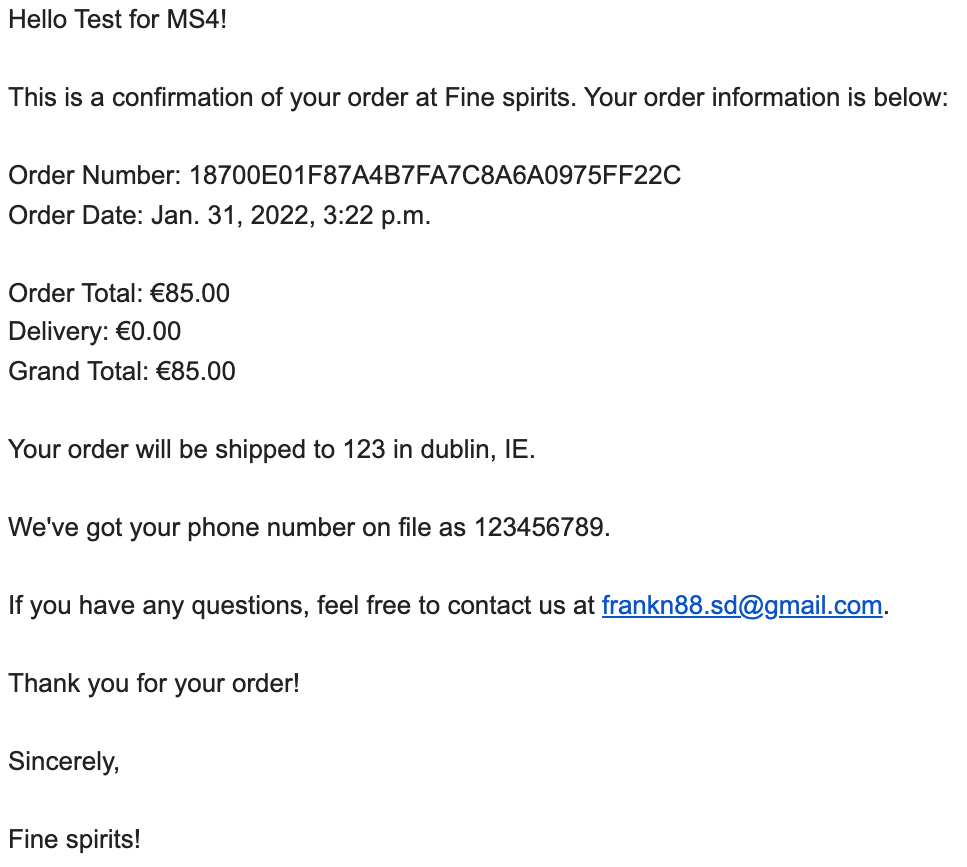 Hello Test for MS4!
This is a confirmation of your order at Fine spirits. Your order information is below:
Order Number: 18700E01F87A4B7FA7C8A6A0975FF22C
Order Date: Jan. 31, 2022, 3:22 p.m.
Order Total: €85.00
Delivery: €0.00
Grand Total: €85.00
Your order will be shipped to 123 in dublin, IE.
We've got your phone number on file as 123456789.
If you have any questions, feel free to contact us at frankn88.sd@gmail.com.
Thank you for your order!
Sincerely,
Fine spirits!